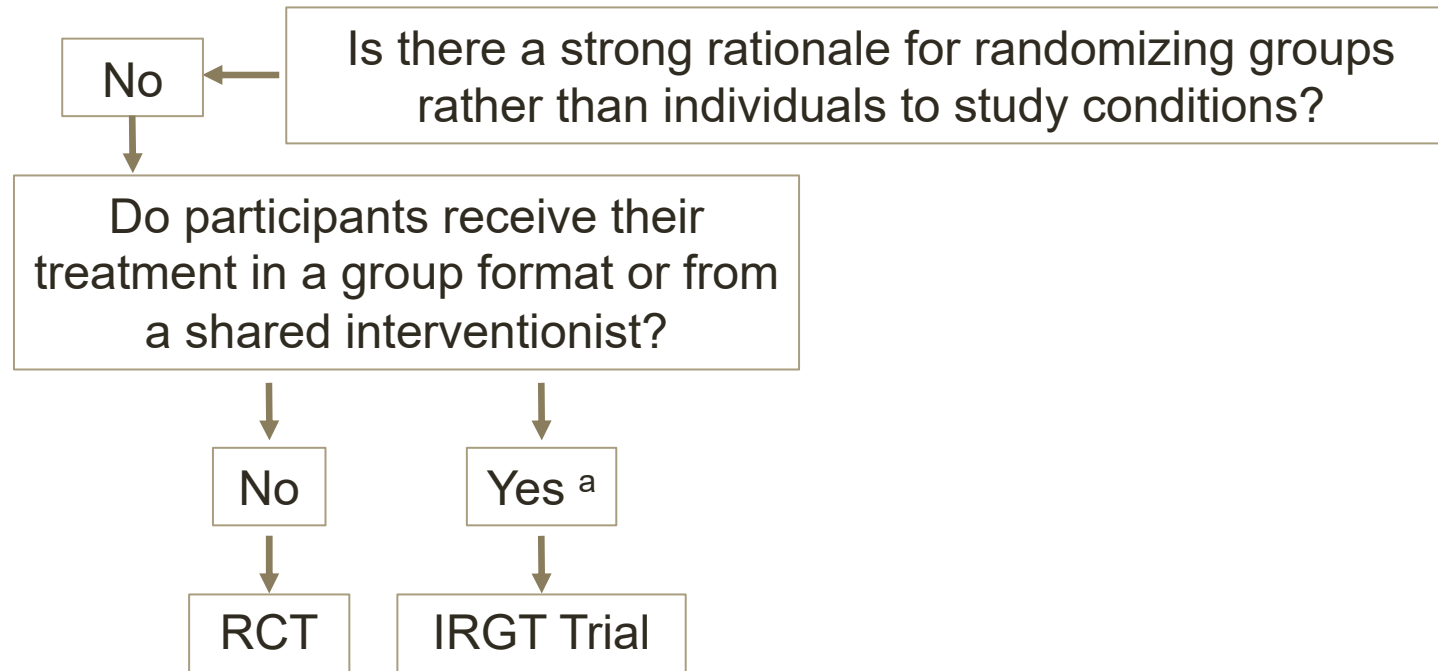 Is there a strong rationale for randomizing groups
rather than individuals to study conditions?
No
Do participants receive their
treatment in a group format or from
a shared interventionist?
No
Yes a
RCT
IRGT Trial